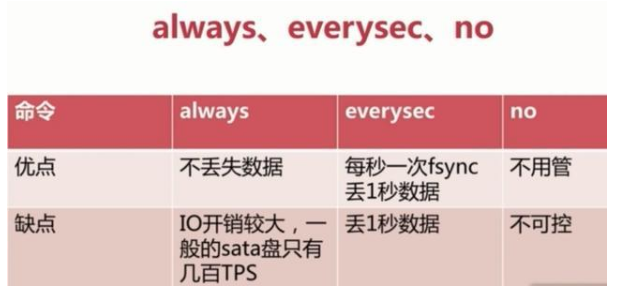 always、everysec、no
命令 always everysec no
优点 不丢失数据 每秒一次fsync 不用管
丢1秒数据
缺点 IO开销较大，一 丢1秒数据 不可控
般的sata盘只有
几百TPS